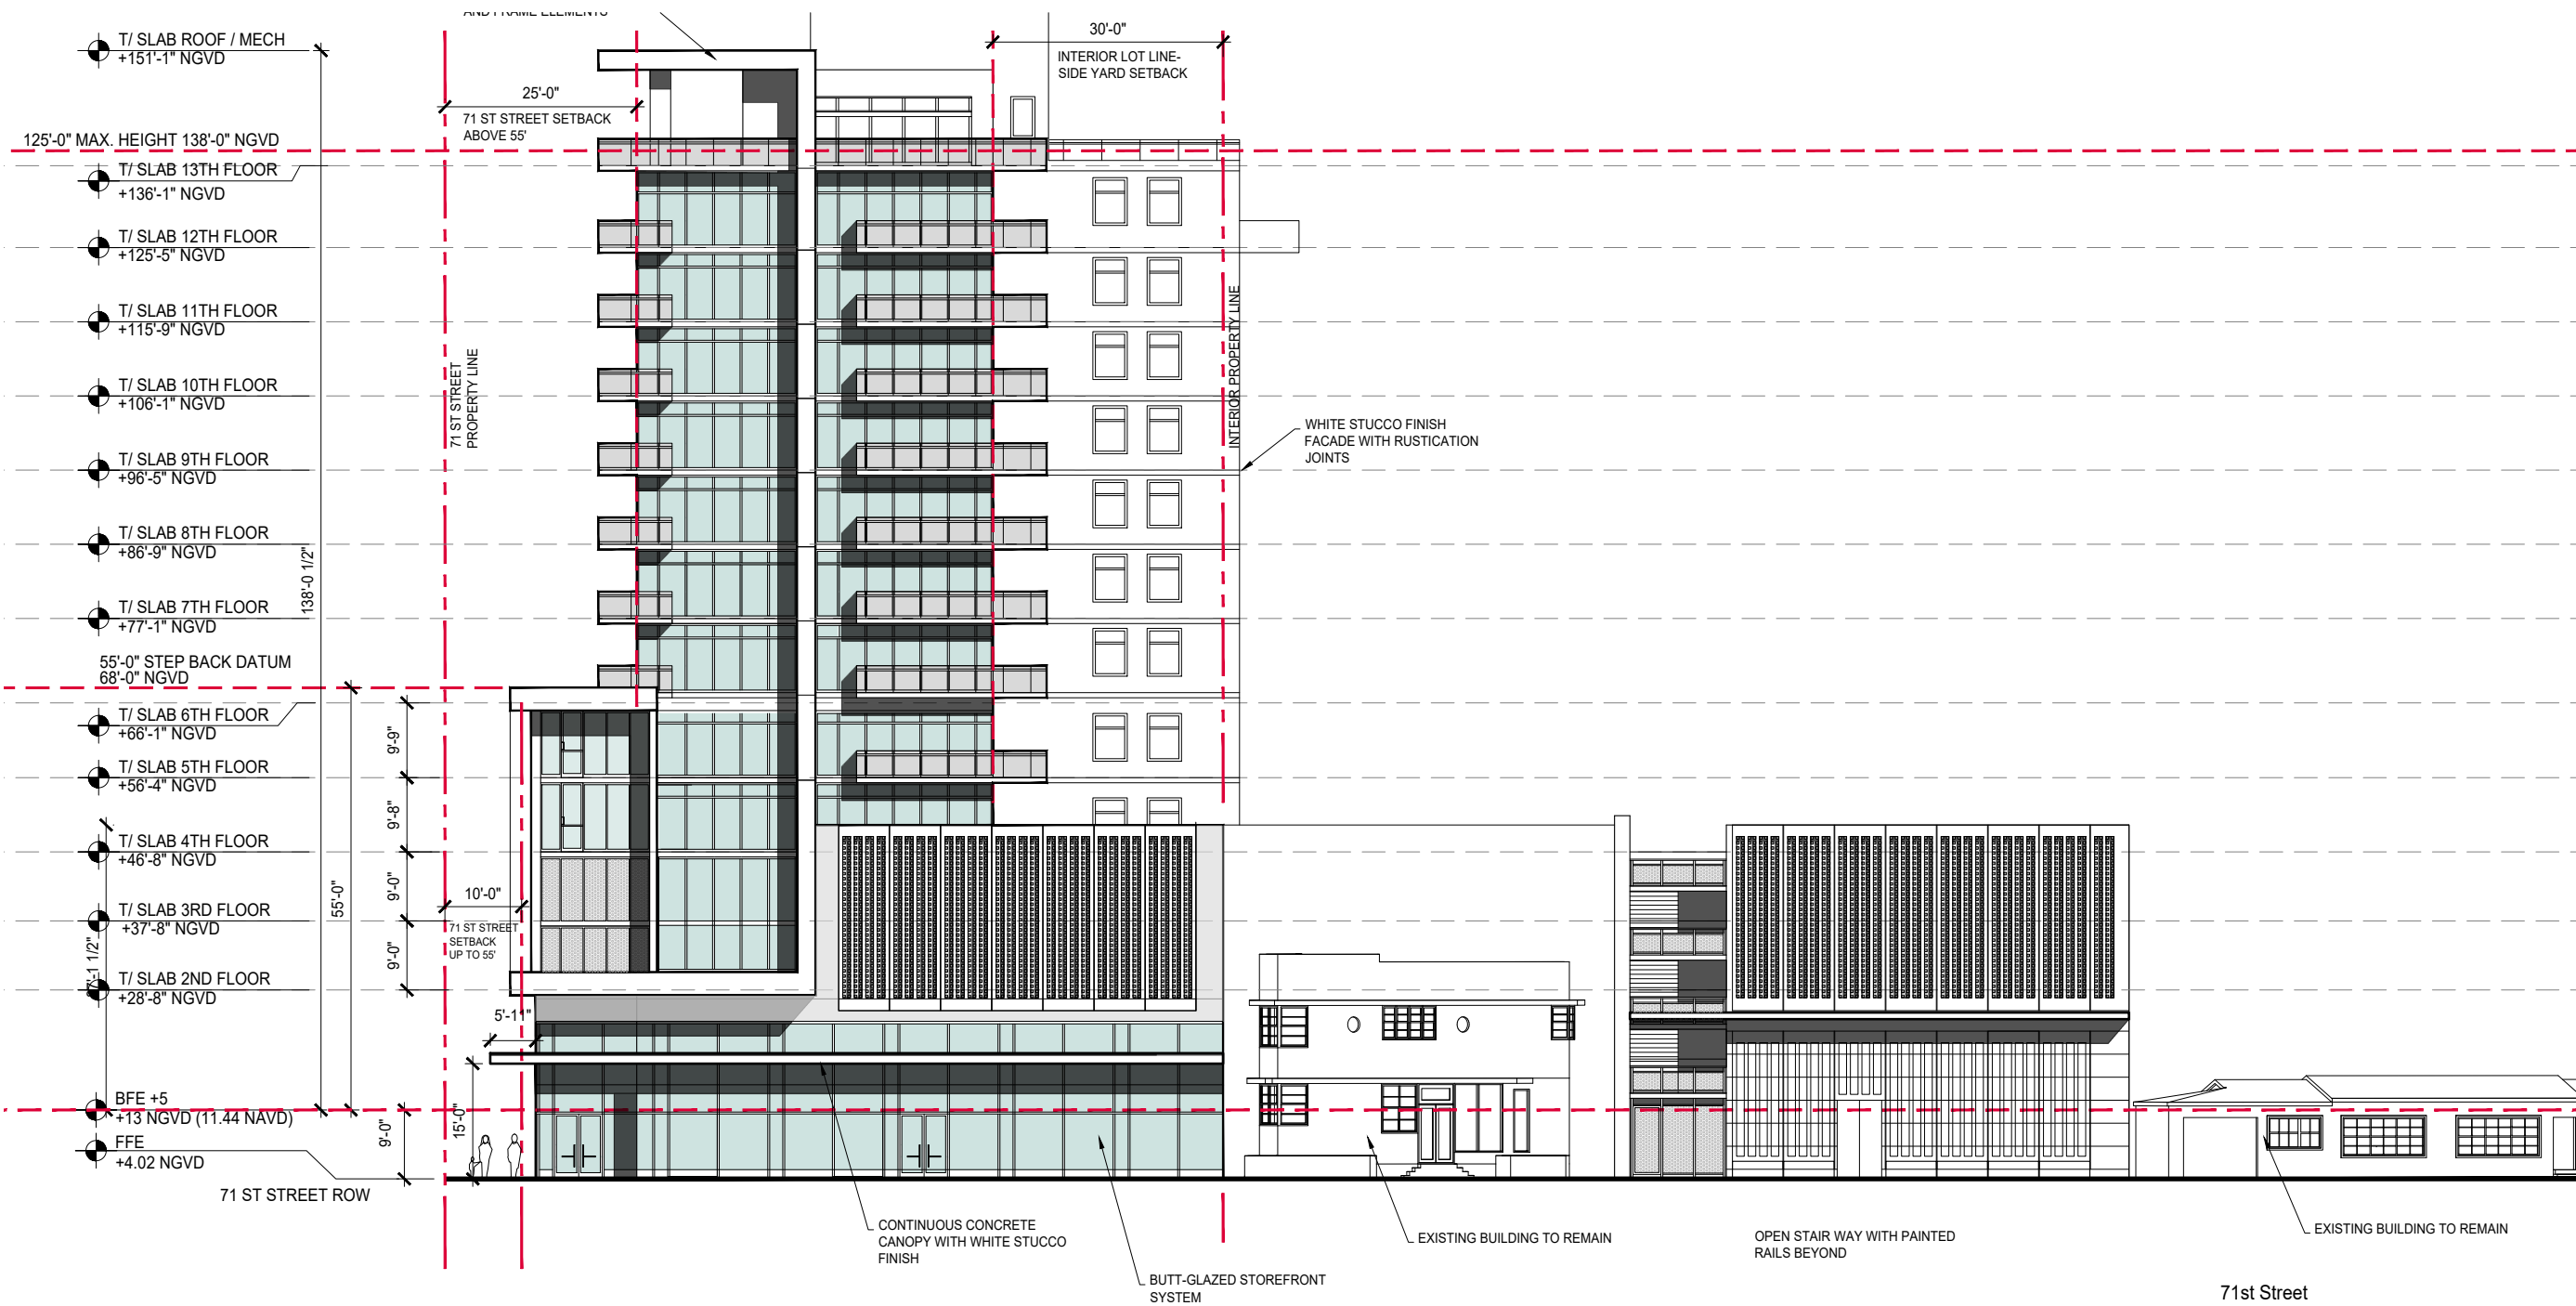 AND FRAME ELEMENTS
30'-0"
INTERIOR LOT LINE-
SIDE YARD SETBACK
T/ SLAB ROOF / MECH
+151'-1" NGVD
25'-0"
71 ST STREET SETBACK
ABOVE 55'
125'-0" MAX. HEIGHT 138'-0" NGVD
T/ SLAB 13TH FLOOR
+136'-1" NGVD
T/ SLAB 12TH FLOOR
+125'-5" NGVD
T/ SLAB 11TH FLOOR
+115'-9" NGVD
T/ SLAB 10TH FLOOR
+106'-1" NGVD
T/ SLAB 9TH FLOOR
+96'-5" NGVD
T/ SLAB 8TH FLOOR
+86'-9" NGVD
T/ SLAB 7TH FLOOR
+77'-1" NGVD
138'-0 1/2"
71 ST STREET
PROPERTY LINE
INTERIOR PROPERTY LINE
WHITE STUCCO FINISH
FACADE WITH RUSTICATION
JOINTS
55'-0" STEP BACK DATUM
68'-0" NGVD
T/ SLAB 6TH FLOOR
+66'-1" NGVD
T/ SLAB 5TH FLOOR
+56'-4" NGVD
T/ SLAB 4TH FLOOR
+46'-8" NGVD
T/ SLAB 3RD FLOOR
+37'-8" NGVD
T/ SLAB 2ND FLOOR
+28'-8" NGVD
55'-0"
9'-9"
9'-8"
9'-0"
9'-0"
10'-0"
71 ST STREET
SETBACK
UP TO 55'
5'-11"
BFE +5
+13 NGVD (11.44 NAVD)
FFE
+4.02 NGVD
9'-0"
15'-0"
71 ST STREET ROW
CONTINUOUS CONCRETE
CANOPY WITH WHITE STUCCO
FINISH
BUTT-GLAZED STOREFRONT
SYSTEM
EXISTING BUILDING TO REMAIN
OPEN STAIR WAY WITH PAINTED
RAILS BEYOND
EXISTING BUILDING TO REMAIN
71st Street